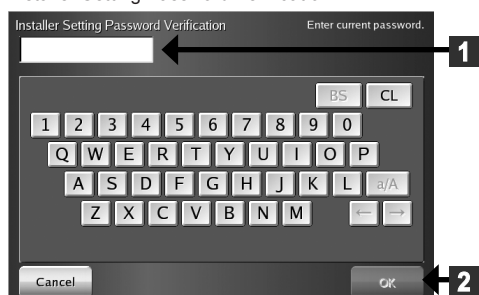 Installer Setting Password Verification Enter current password.
1
BS CL
1 2 3 4 5 6 7 8 9 0
Q W E R T Y U I O P
A S D F G H J K L a/A
Z X C V B N M ← →
Cancel OK 2